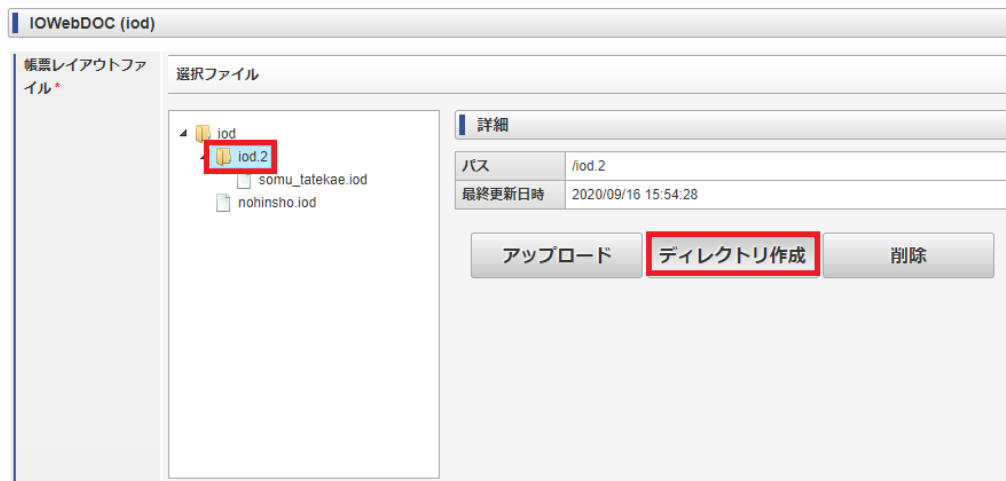 IOWebDOC (iod)
帳票レイアウトファ
イル*
選択ファイル
iod
iod.2
somu_tatekae.iod
nohinsho.iod
詳細
パス /iod.2
最終更新日時 2020/09/16 15:54:28
アップロード ディレクトリ作成 削除